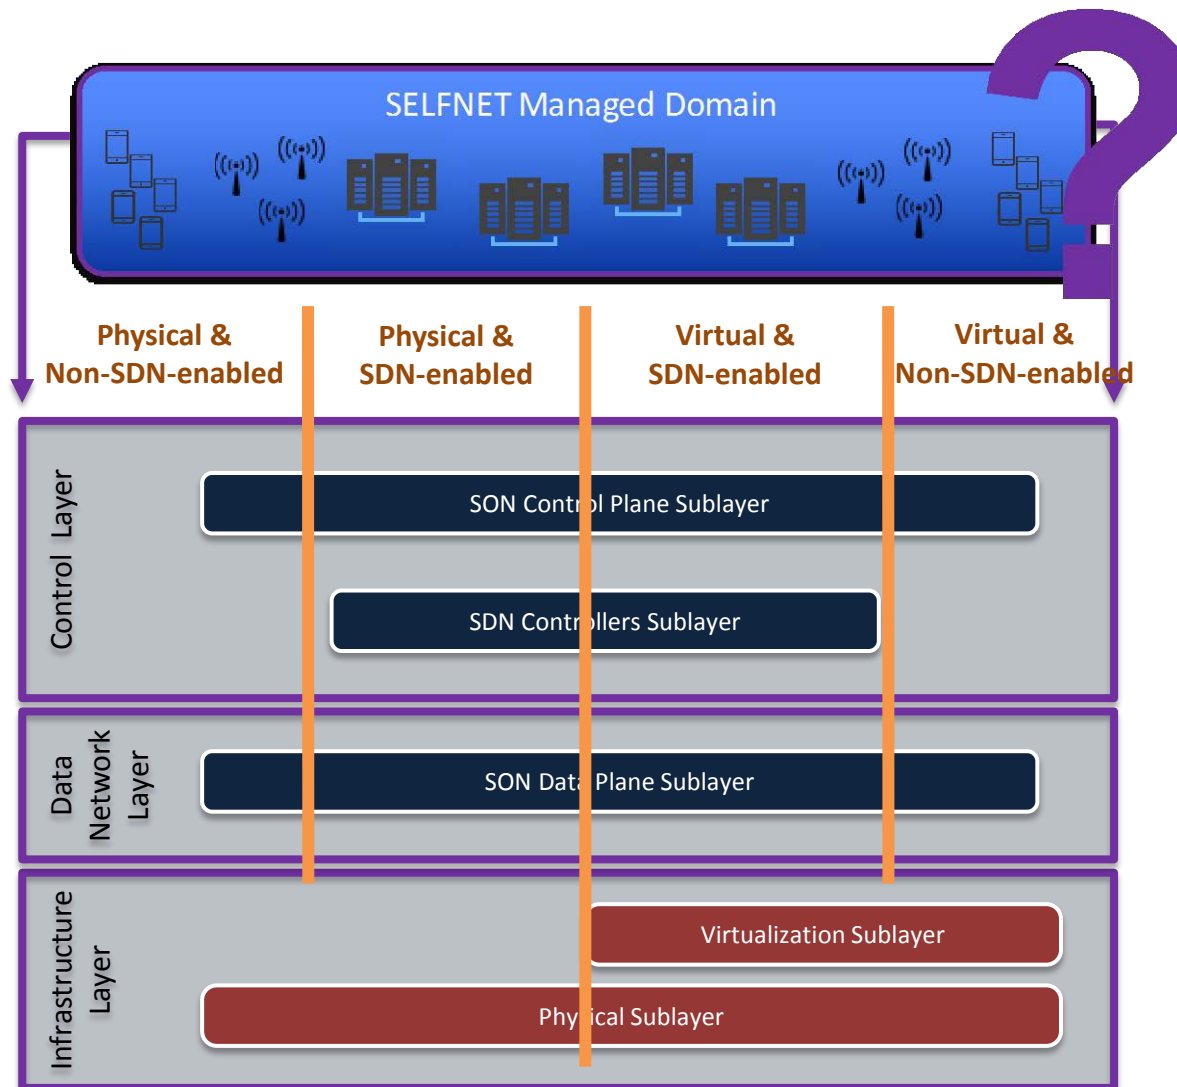 SELFNET Managed Domain
?
Physical &
Non-SDN-enabled
Physical &
SDN-enabled
Virtual &
SDN-enabled
Virtual &
Non-SDN-enabled
Control Layer
SON Control Plane Sublayer
SDN Controllers Sublayer
Data
Network
Layer
SON Data Plane Sublayer
Infrastructure
Layer
Virtualization Sublayer
Physical Sublayer